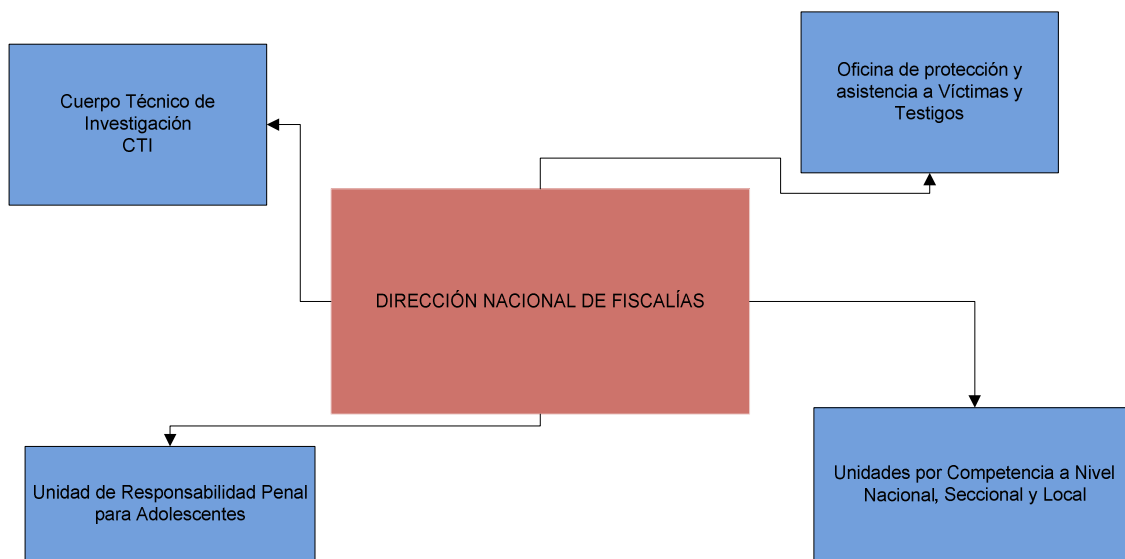 Cuerpo Técnico de
Investigación
CTI
Oficina de protección y
asistencia a Víctimas y
Testigos
DIRECCIÓN NACIONAL DE FISCALÍAS
Unidad de Responsabilidad Penal
para Adolescentes
Unidades por Competencia a Nivel
Nacional, Seccional y Local